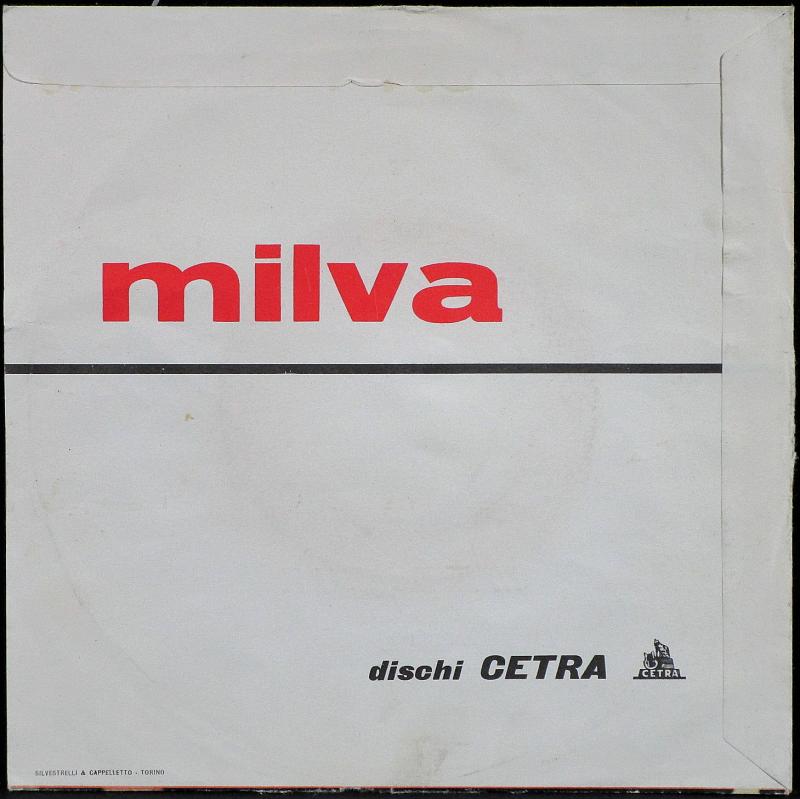 milva
dischi CETRA
CETRA
SILVESTRELLI & CAPPELLETTO - TORINO